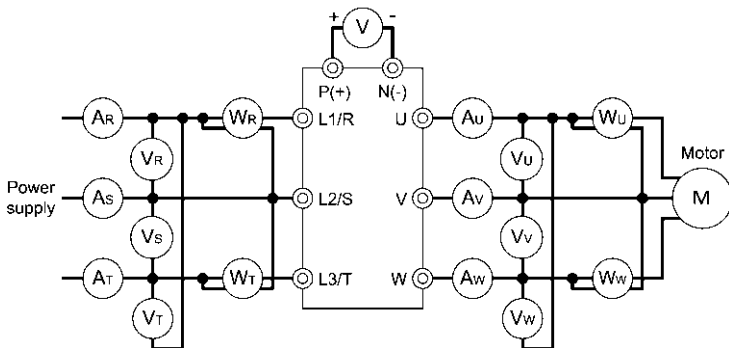 + V -
P(+) N(-)
AR WR L1/R U AU WU
VR VU Motor
Power
supply AS L2/S V AV M
VS VV
AT WT L3/T W AW WW
VT VW